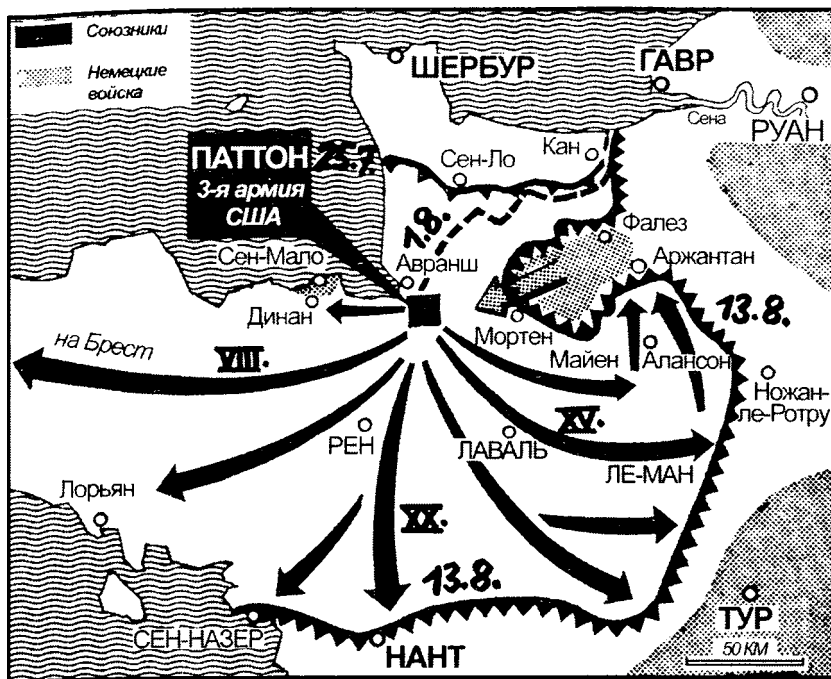 Союзники
Немецкие
войска
ШЕРБУР
ГАВР
Сена
РУАН
ПАТТОН
3-я армия
США
25.7.
Сен-Ло
Кан
1.8.
Фалез
Аржантан
Сен-Мало
Авранш
Динан
Мортен
13.8.
на Брест
VIII.
Майен
Алансон
Ножан-
ле-Ротру
РЕН
ЛАВАЛЬ
XV.
ЛЕ-МАН
Лорьян
XX.
13.8.
СЕН-НАЗЕР
НАНТ
ТУР
50 КМ